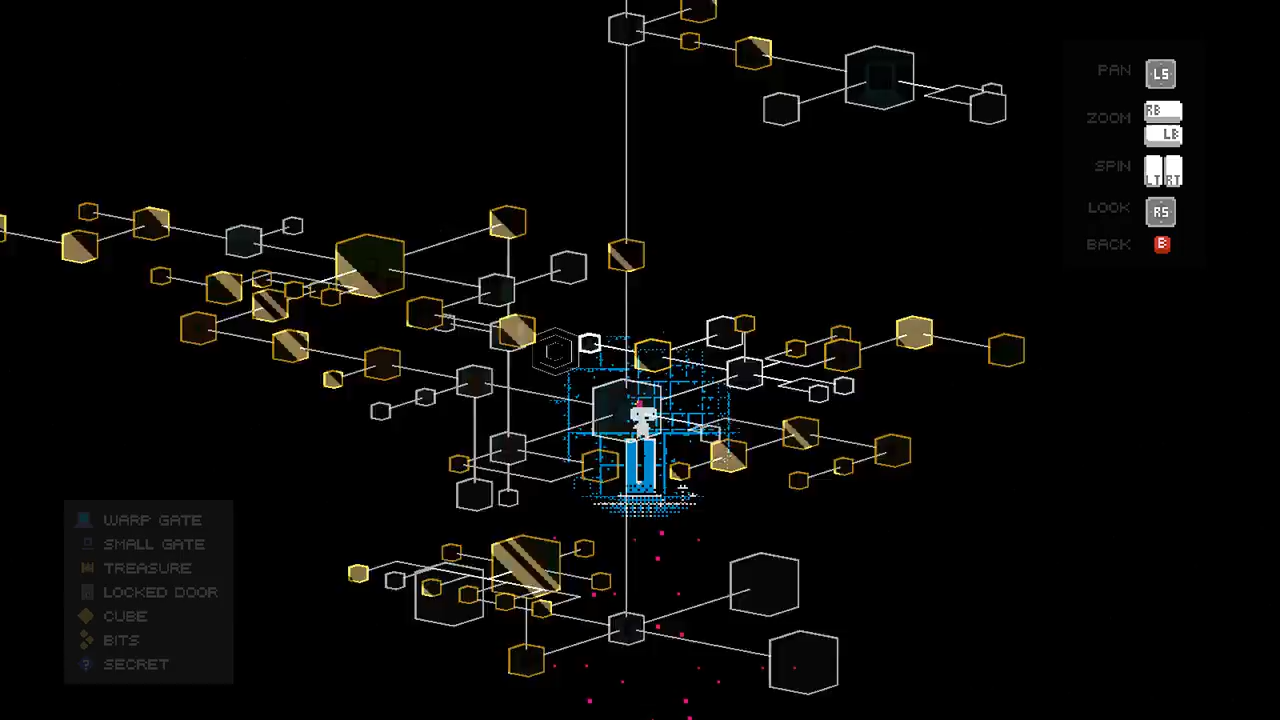 PAN LS
ZOOM RB
LB
SPIN LT RT
LOOK RS
BACK B
WARP GATE
SMALL GATE
TREASURE
LOCKED DOOR
CUBE
BITS
? SECRET